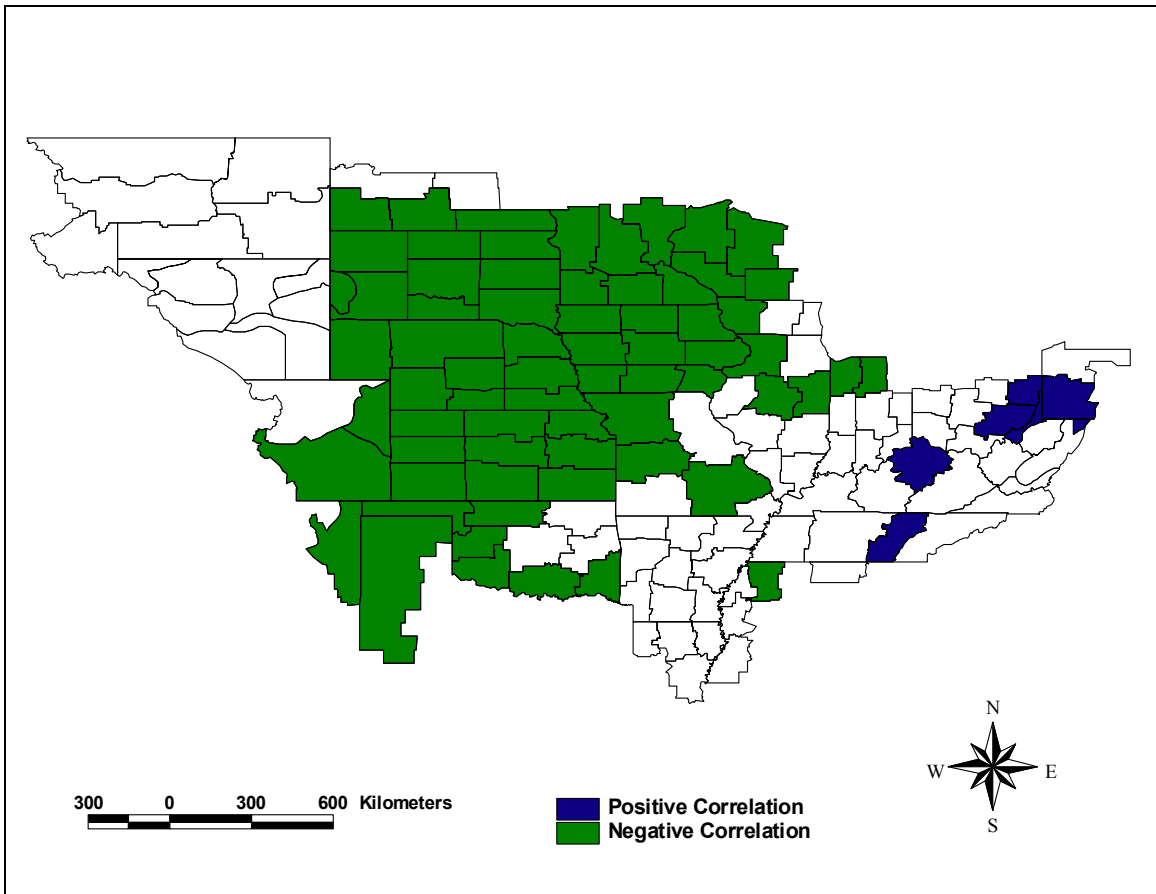 N
W E
S
300 0 300 600 Kilometers
Positive Correlation
Negative Correlation